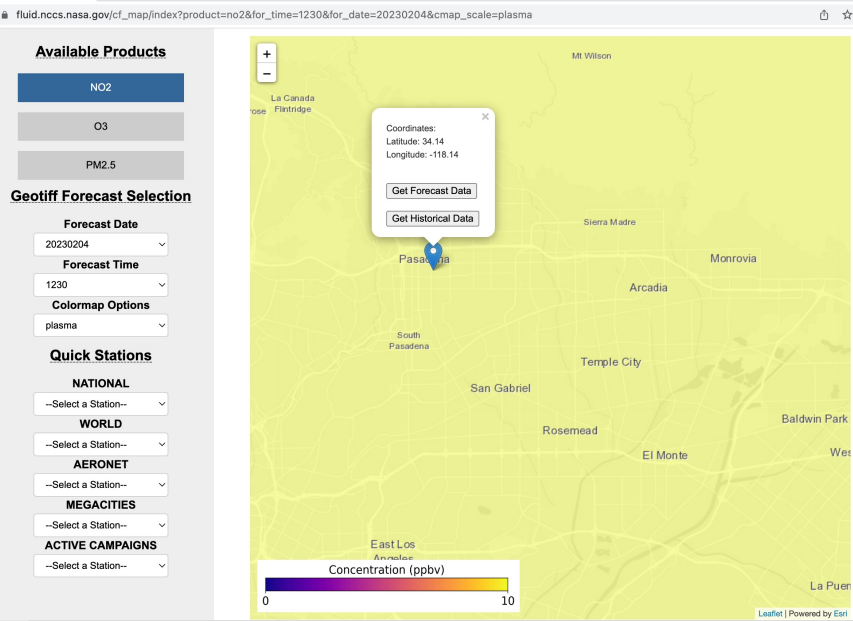 fluid.nccs.nasa.gov/cf_map/index?product=no2&for_time=1230&for_date=20230204&cmap_scale=plasma
Available Products
NO2
O3
PM2.5
Geotiff Forecast Selection
Forecast Date
20230204
Forecast Time
1230
Colormap Options
plasma
Quick Stations
NATIONAL
--Select a Station--
WORLD
--Select a Station--
AERONET
--Select a Station--
MEGACITIES
--Select a Station--
ACTIVE CAMPAIGNS
--Select a Station--
+
−
Mt Wilson
La Canada
Flintridge
rose
×
Coordinates:
Latitude: 34.14
Longitude: -118.14
Get Forecast Data
Get Historical Data
Sierra Madre
Pasadena
Monrovia
Arcadia
South
Pasadena
Temple City
San Gabriel
Baldwin Park
Rosemead
El Monte
Wes
East Los
Angeles
Concentration (ppbv)
0 10
La Puen
Leaflet | Powered by Esri